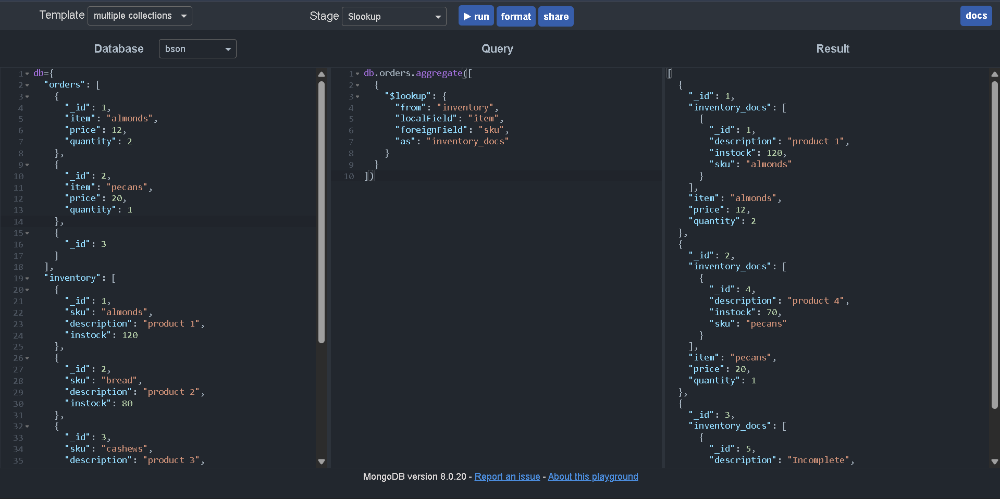 Template multiple collections Stage $lookup ▶ run format share docs
Database bson Query Result
1 db={
2 "orders": [
3 {
4 "_id": 1,
5 "item": "almonds",
6 "price": 12,
7 "quantity": 2
8 },
9 {
10 "_id": 2,
11 "item": "pecans",
12 "price": 20,
13 "quantity": 1
14 },
15 {
16 "_id": 3
17 }
18 ],
19 "inventory": [
20 {
21 "_id": 1,
22 "sku": "almonds",
23 "description": "product 1",
24 "instock": 120
25 },
26 {
27 "_id": 2,
28 "sku": "bread",
29 "description": "product 2",
30 "instock": 80
31 },
32 {
33 "_id": 3,
34 "sku": "cashews",
35 "description": "product 3",
1 db.orders.aggregate([
2 {
3 "$lookup": {
4 "from": "inventory",
5 "localField": "item",
6 "foreignField": "sku",
7 "as": "inventory_docs"
8 }
9 }
10 ])
[
{
"_id": 1,
"inventory_docs": [
{
"_id": 1,
"description": "product 1",
"instock": 120,
"sku": "almonds"
}
],
"item": "almonds",
"price": 12,
"quantity": 2
},
{
"_id": 2,
"inventory_docs": [
{
"_id": 4,
"description": "product 4",
"instock": 70,
"sku": "pecans"
}
],
"item": "pecans",
"price": 20,
"quantity": 1
},
{
"_id": 3,
"inventory_docs": [
{
"_id": 5,
"description": "Incomplete",
MongoDB version 8.0.20 - Report an issue - About this playground